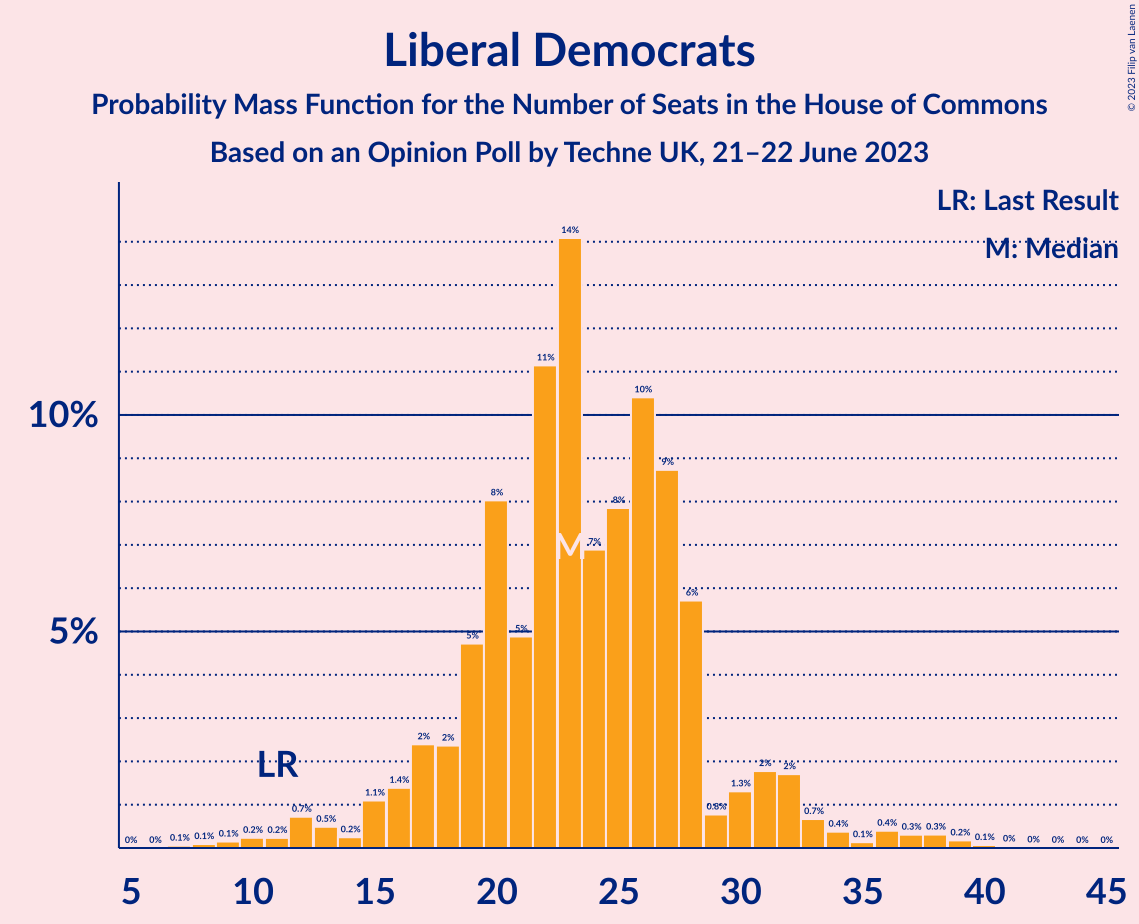 © 2023 Filip van Laenen
Liberal Democrats
Probability Mass Function for the Number of Seats in the House of Commons
Based on an Opinion Poll by Techne UK, 21–22 June 2023
LR: Last Result
M: Median
10%
5%
LR
M
0% 0% 0.1% 0.1% 0.1% 0.2% 0.2% 0.7% 0.5% 0.2% 1.1% 1.4% 2% 2% 5% 8% 5% 11% 14% 7% 8% 10% 9% 6% 0.8% 1.3% 2% 2% 0.7% 0.4% 0.1% 0.4% 0.3% 0.3% 0.2% 0.1% 0% 0% 0% 0% 0%
5 10 15 20 25 30 35 40 45